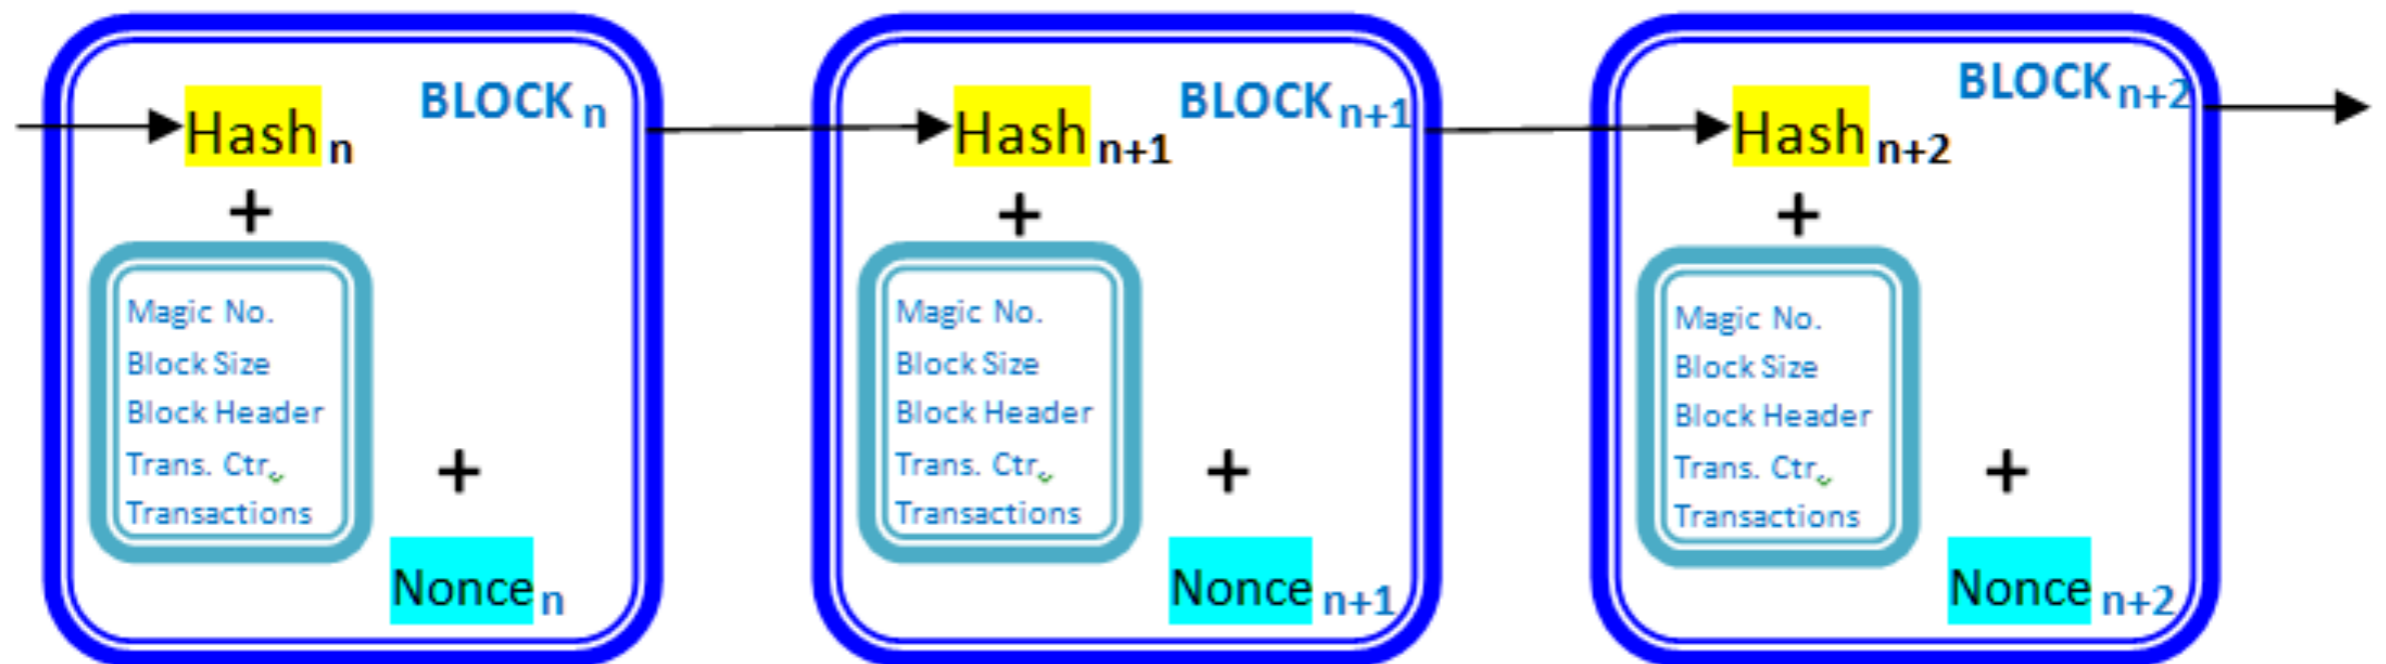 Hash n BLOCK n
+
Magic No.
Block Size
Block Header
Trans. Ctr.
Transactions
+
Nonce n
Hash n+1 BLOCK n+1
+
Magic No.
Block Size
Block Header
Trans. Ctr.
Transactions
+
Nonce n+1
Hash n+2 BLOCK n+2
+
Magic No.
Block Size
Block Header
Trans. Ctr.
Transactions
+
Nonce n+2